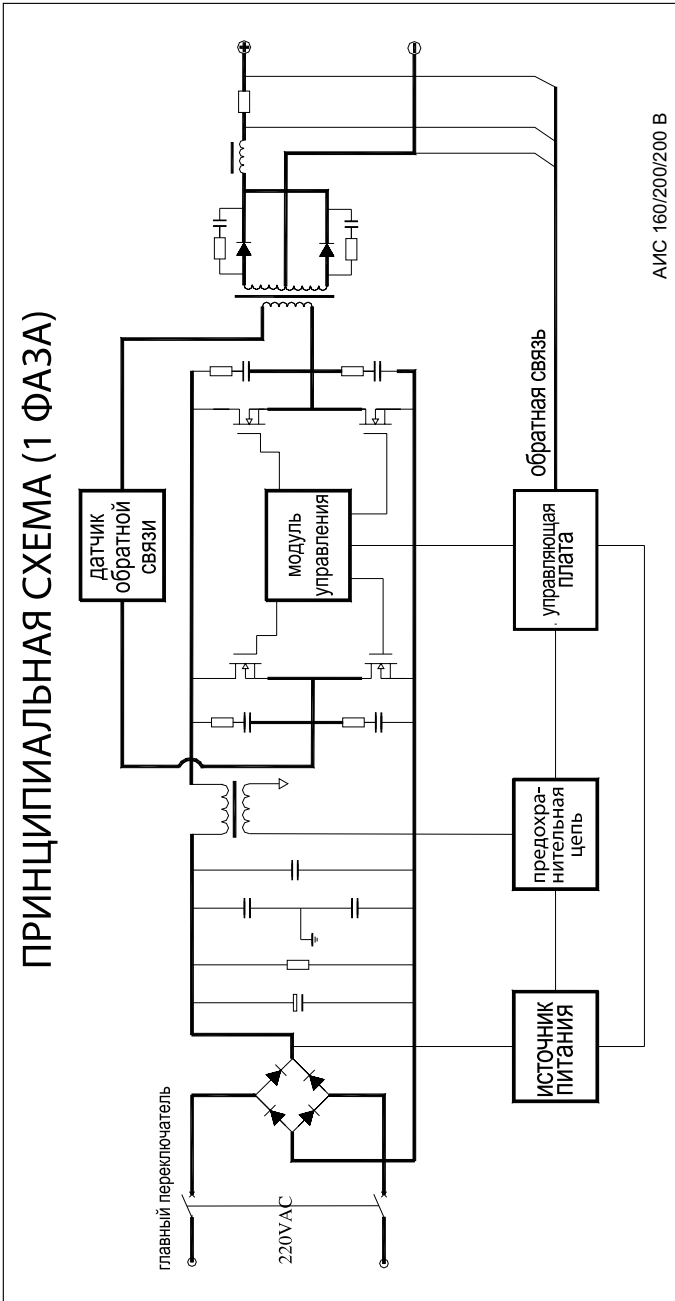 ПРИНЦИПИАЛЬНАЯ СХЕМА (1 ФАЗА)
главный переключатель
220VAC
датчик
обратной
связи
модуль
управления
источник
питания
предохра-
нительная
цепь
управляющая
плата
обратная связь
АИС 160/200/200 В